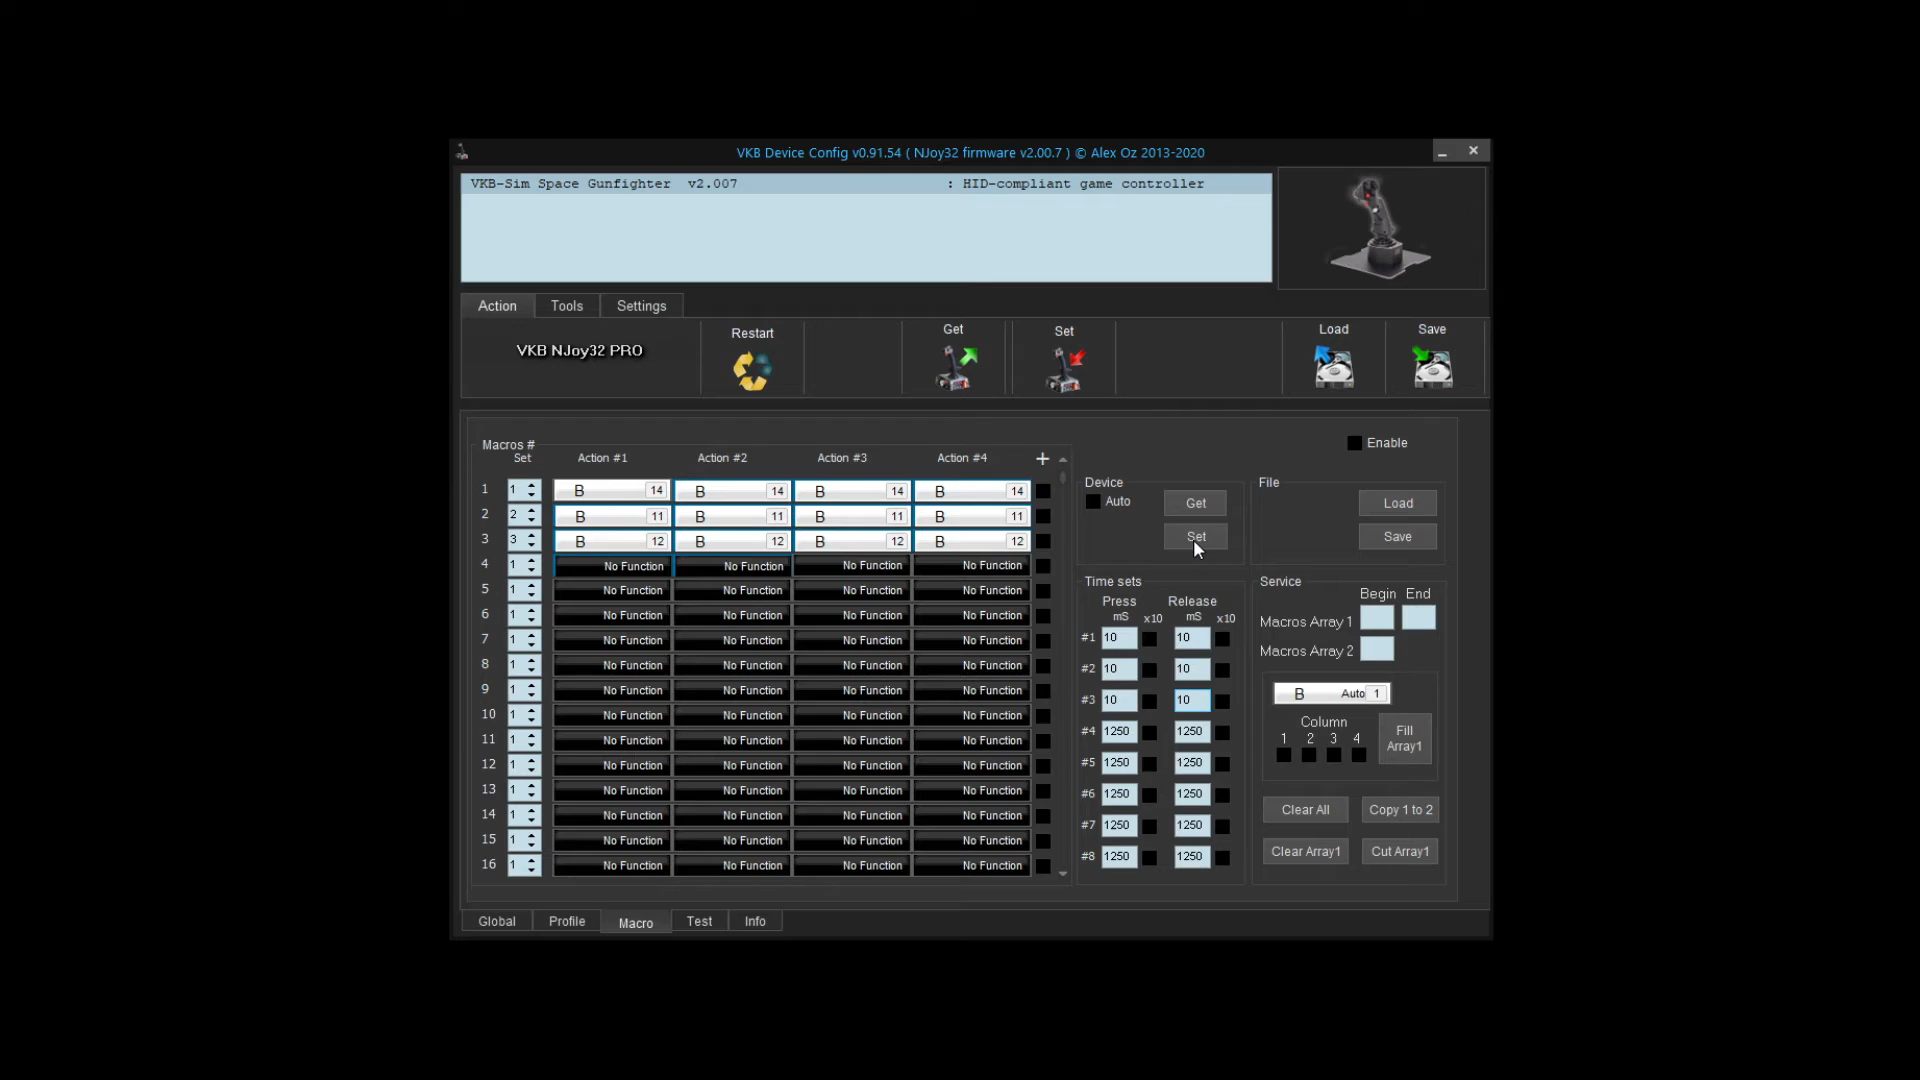 VKB Device Config v0.91.54 ( NJoy32 firmware v2.00.7 ) © Alex Oz 2013-2020
VKB-Sim Space Gunfighter v2.007 : HID-compliant game controller
Action Tools Settings
VKB NJoy32 PRO
Restart
Get
Set
Load
Save
Enable
Macros #
Set Action #1 Action #2 Action #3 Action #4 +
1 1 B 14 B 14 B 14 B 14
2 2 B 11 B 11 B 11 B 11
3 3 B 12 B 12 B 12 B 12
4 1 No Function No Function No Function No Function
5 1 No Function No Function No Function No Function
6 1 No Function No Function No Function No Function
7 1 No Function No Function No Function No Function
8 1 No Function No Function No Function No Function
9 1 No Function No Function No Function No Function
10 1 No Function No Function No Function No Function
11 1 No Function No Function No Function No Function
12 1 No Function No Function No Function No Function
13 1 No Function No Function No Function No Function
14 1 No Function No Function No Function No Function
15 1 No Function No Function No Function No Function
16 1 No Function No Function No Function No Function
Device
Auto Get
Set
File
Load
Save
Time sets
Press Release
mS x10 mS x10
#1 10 10
#2 10 10
#3 10 10
#4 1250 1250
#5 1250 1250
#6 1250 1250
#7 1250 1250
#8 1250 1250
Service
Begin End
Macros Array 1
Macros Array 2
B Auto 1
Column
1 2 3 4
Fill
Array1
Clear All Copy 1 to 2
Clear Array1 Cut Array1
Global Profile Macro Test Info